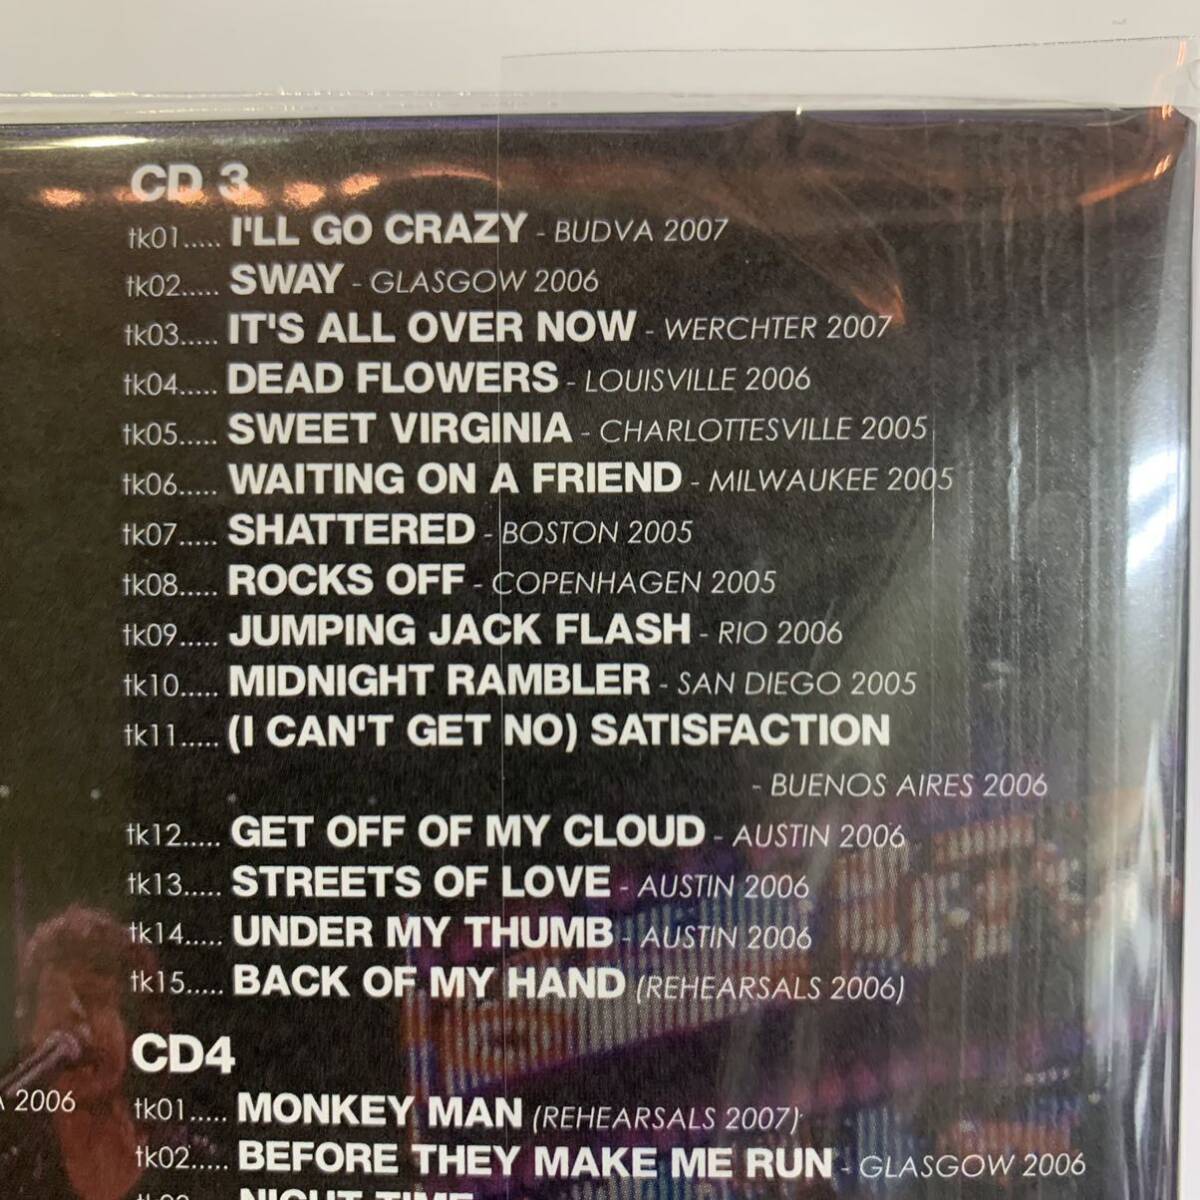 CD 3
tk01..... I'LL GO CRAZY - BUDVA 2007
tk02..... SWAY - GLASGOW 2006
tk03..... IT'S ALL OVER NOW - WERCHTER 2007
tk04..... DEAD FLOWERS - LOUISVILLE 2006
tk05..... SWEET VIRGINIA - CHARLOTTESVILLE 2005
tk06..... WAITING ON A FRIEND - MILWAUKEE 2005
tk07..... SHATTERED - BOSTON 2005
tk08..... ROCKS OFF - COPENHAGEN 2005
tk09..... JUMPING JACK FLASH - RIO 2006
tk10..... MIDNIGHT RAMBLER - SAN DIEGO 2005
tk11..... (I CAN'T GET NO) SATISFACTION
- BUENOS AIRES 2006
tk12..... GET OFF OF MY CLOUD - AUSTIN 2006
tk13..... STREETS OF LOVE - AUSTIN 2006
tk14..... UNDER MY THUMB - AUSTIN 2006
tk15..... BACK OF MY HAND (REHEARSALS 2006)
CD4
2006
tk01..... MONKEY MAN (REHEARSALS 2007)
tk02..... BEFORE THEY MAKE ME RUN - GLASGOW 2006
NIGHT TIME